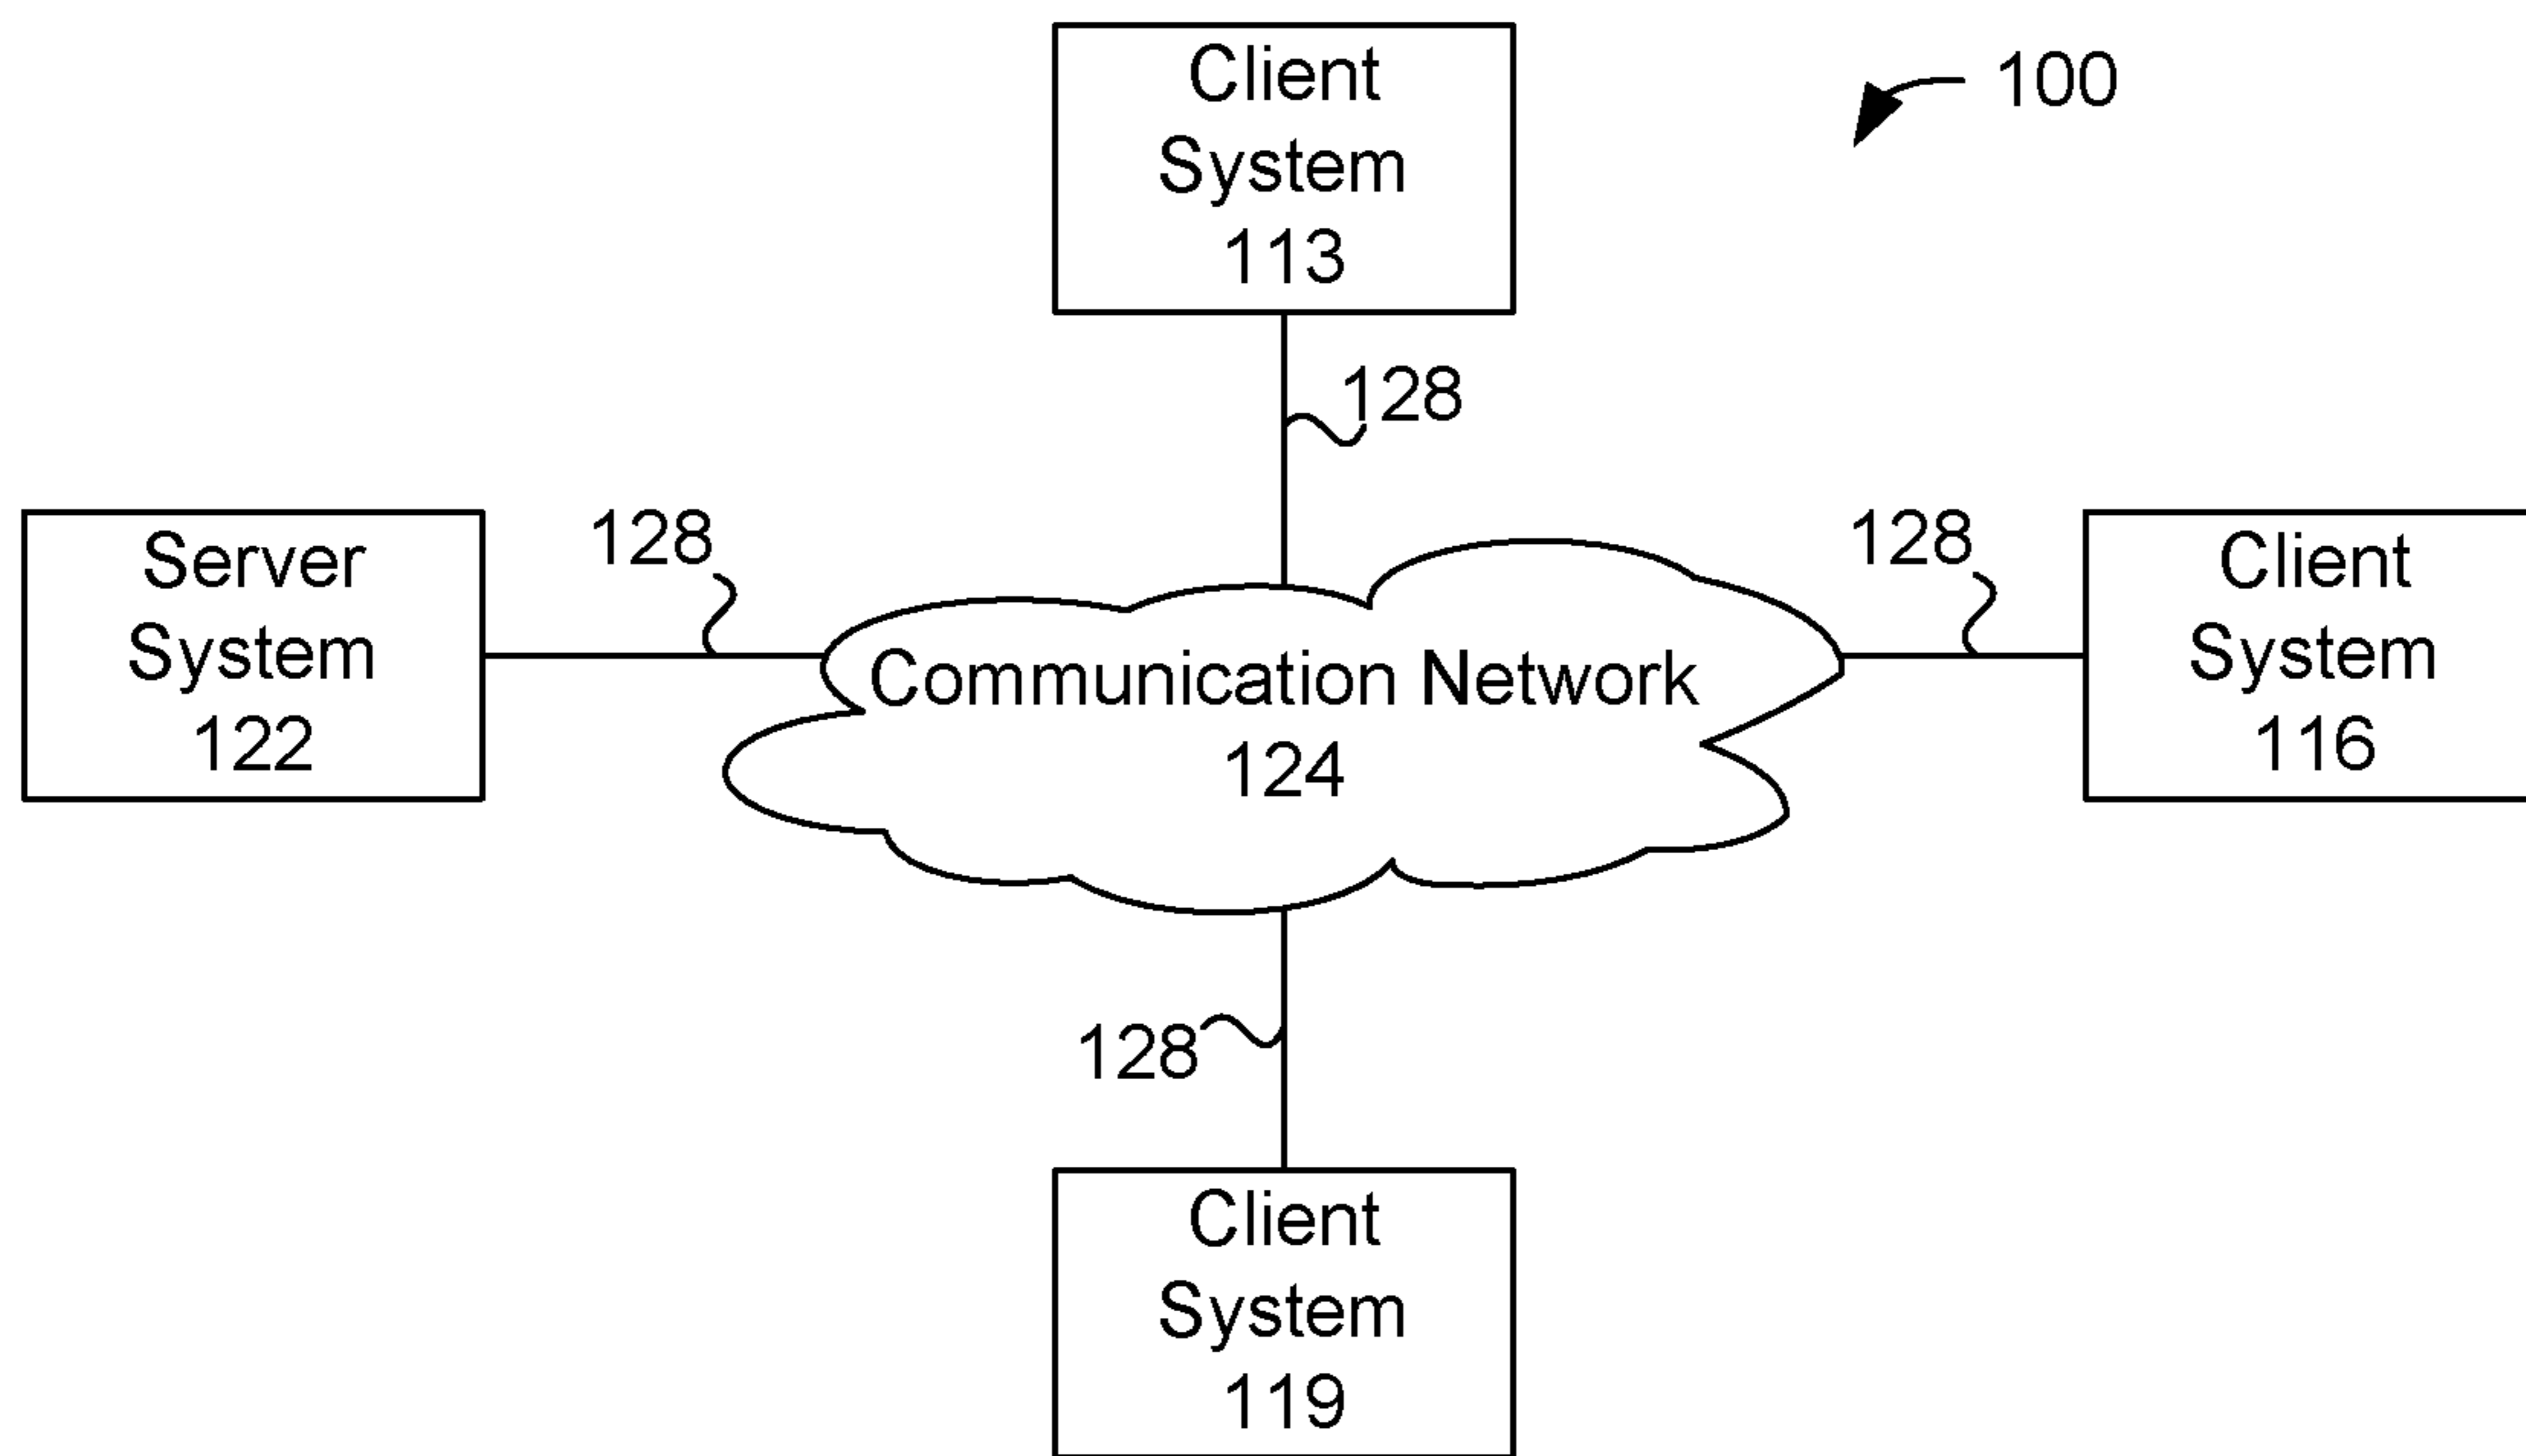 Client
System
113
100
128
Server
System
122
128
Communication Network
124
128
Client
System
116
128
Client
System
119